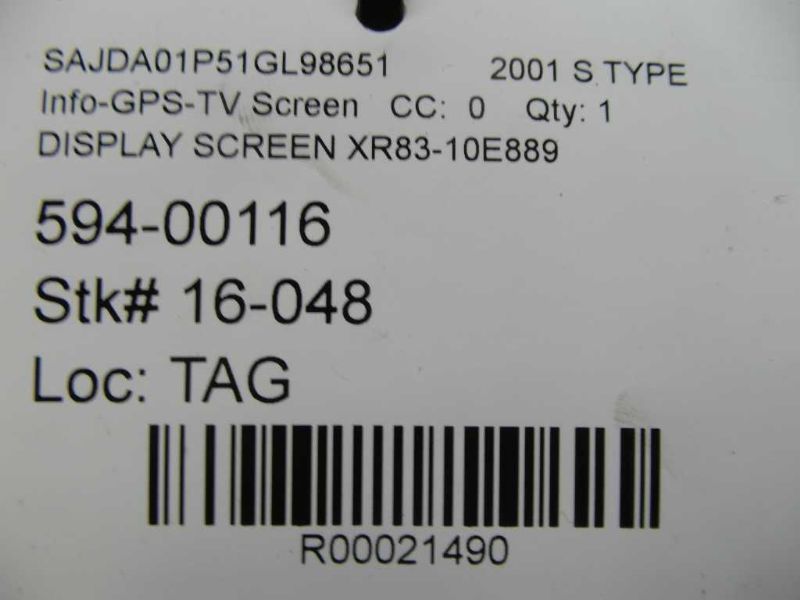 SAJDA01P51GL98651 2001 S TYPE
Info-GPS-TV Screen CC: 0 Qty: 1
DISPLAY SCREEN XR83-10E889
594-00116
Stk# 16-048
Loc: TAG
R00021490